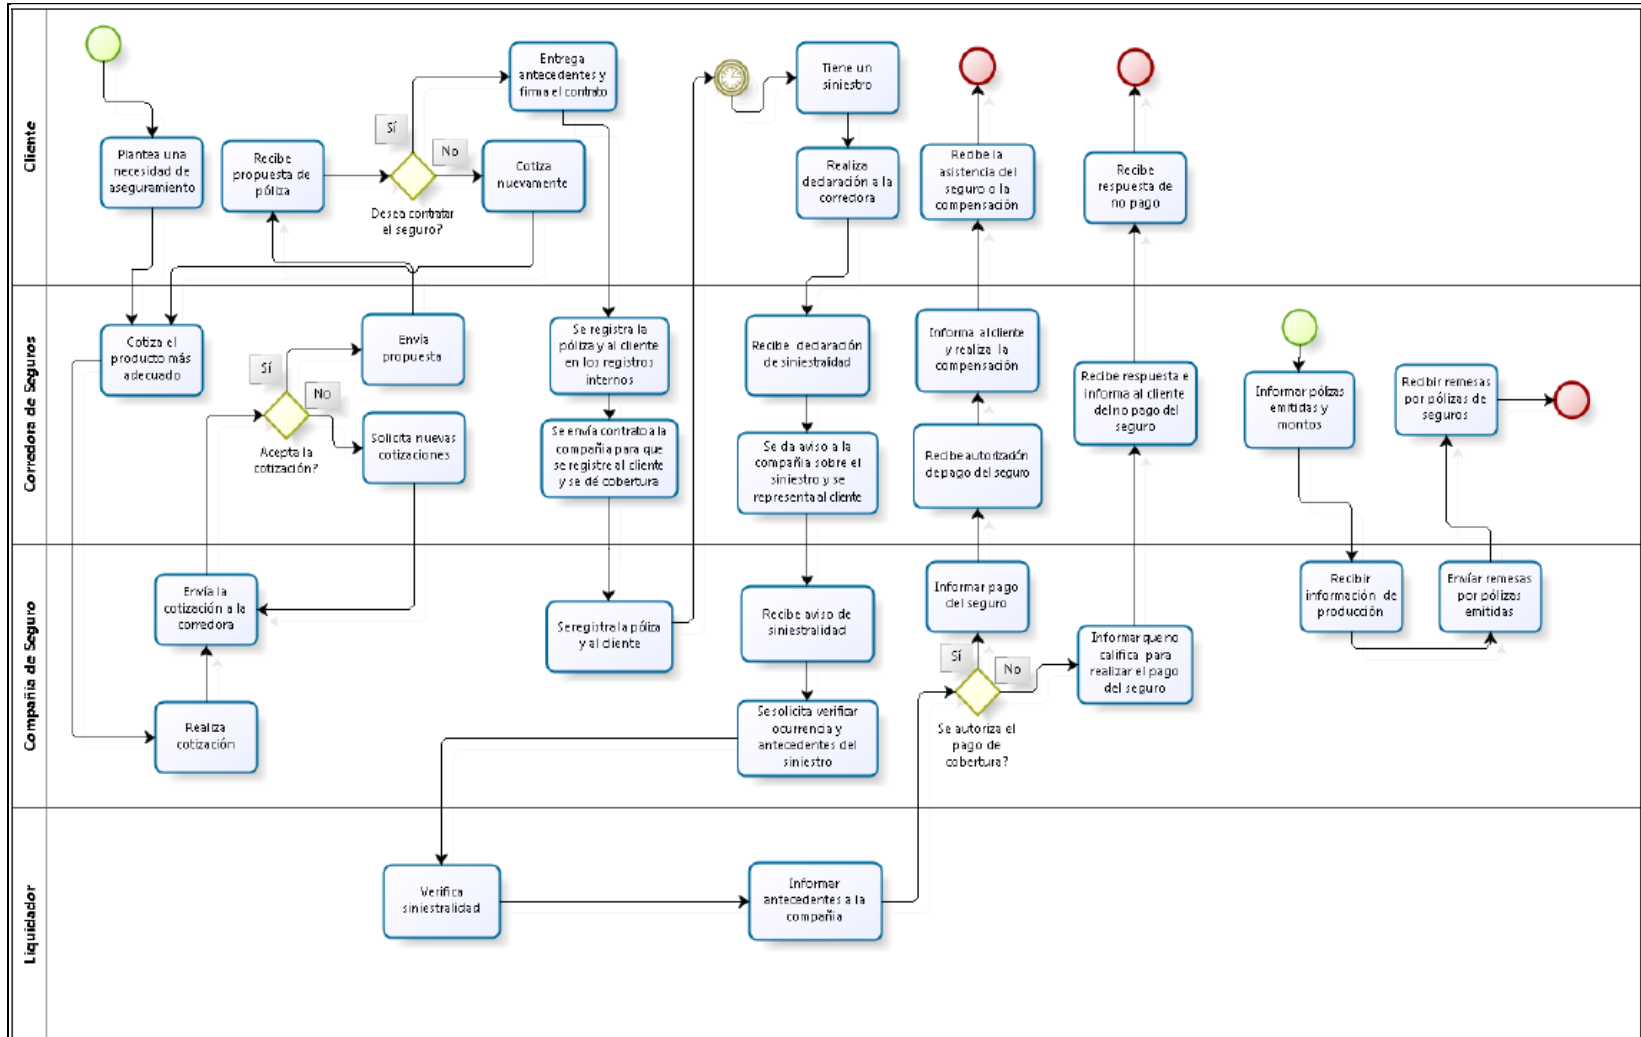 Cliente
Plantea una
necesidad de
aseguramiento
Recibe
propuesta de
póliza
Sí
No
Desea contratar
el seguro?
Entrega
antecedentes y
firma el contrato
Cotiza
nuevamente
Tiene un
siniestro
Realiza
declaración a la
corredora
Recibe la
asistencia del
seguro o la
compensación
Recibe
respuesta de
no pago
Corredora de Seguros
Cotiza el
producto más
adecuado
Sí
No
Acepta la
cotización?
Envía
propuesta
Solicita nuevas
cotizaciones
Se registra la
póliza y al cliente
en los registros
internos
Se envía contrato a la
compañía para que
se registre al cliente
y se dé cobertura
Recibe declaración
de siniestralidad
Se da aviso a la
compañía sobre el
siniestro y se
representa al cliente
Informa al cliente
y realiza la
compensación
Recibe autorización
de pago del seguro
Recibe respuesta e
informa al cliente
del no pago del
seguro
Informar pólizas
emitidas y
montos
Recibir remesas
por pólizas de
seguros
Compañia de Seguro
Envía la
cotización a la
corredora
Realiza
cotización
Se registra la póliza
y al cliente
Recibe aviso de
siniestralidad
Se solicita verificar
ocurrencia y
antecedentes del
siniestro
Informar pago
del seguro
Sí
No
Se autoriza el
pago de
cobertura?
Informar que no
califica para
realizar el pago
del seguro
Recibir
información de
producción
Envíar remesas
por pólizas
emitidas
Liquidador
Verifica
siniestralidad
Informar
antecedentes a la
compañía